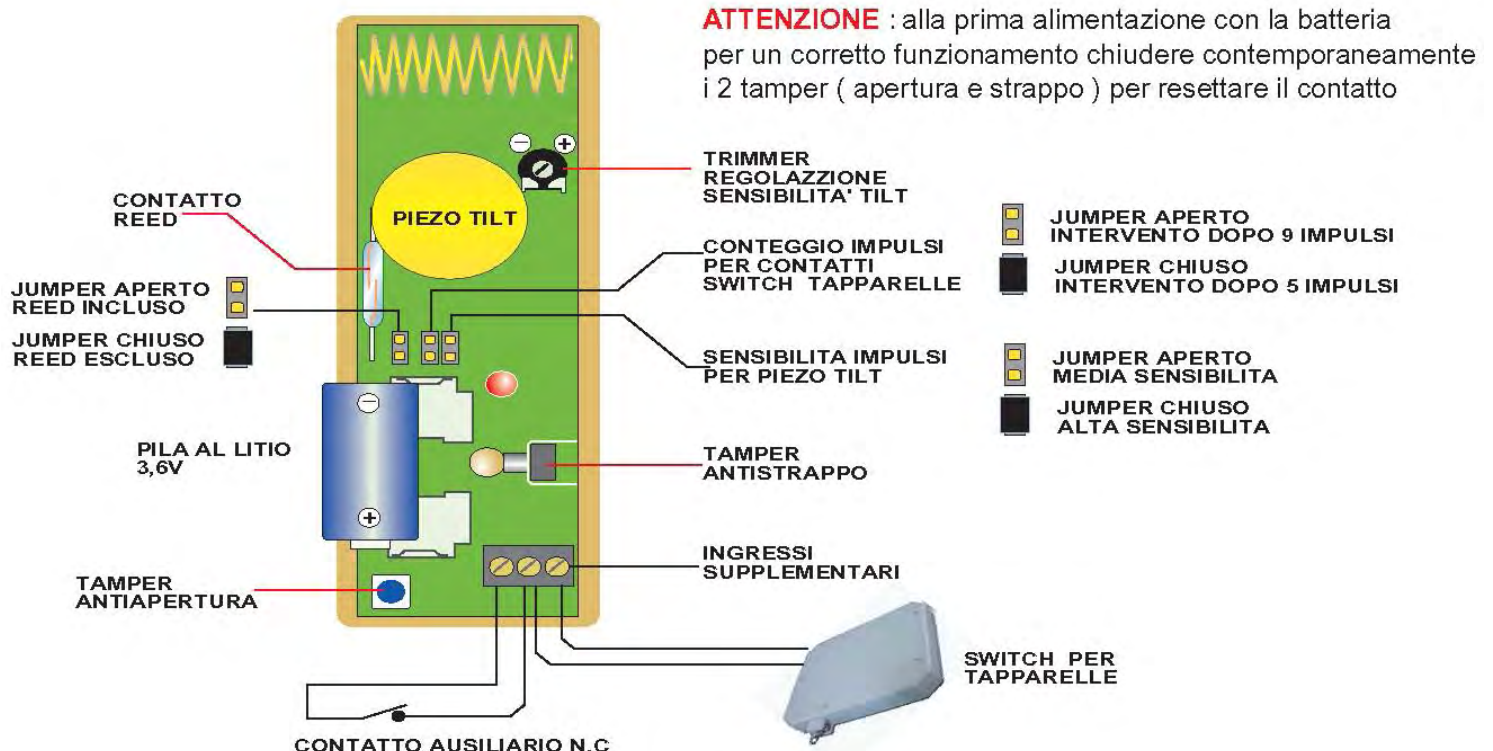 ATTENZIONE : alla prima alimentazione con la batteria
per un corretto funzionamento chiudere contemporaneamente
i 2 tamper ( apertura e strappo ) per resettare il contatto
TRIMMER
REGOLAZZIONE
SENSIBILITA' TILT
CONTATTO
REED
PIEZO TILT
CONTEGGIO IMPULSI
PER CONTATTI
SWITCH TAPPARELLE
JUMPER APERTO
INTERVENTO DOPO 9 IMPULSI
JUMPER CHIUSO
INTERVENTO DOPO 5 IMPULSI
JUMPER APERTO
REED INCLUSO
JUMPER CHIUSO
REED ESCLUSO
SENSIBILITA IMPULSI
PER PIEZO TILT
JUMPER APERTO
MEDIA SENSIBILITA
JUMPER CHIUSO
ALTA SENSIBILITA
PILA AL LITIO
3,6V
TAMPER
ANTISTRAPPO
INGRESSI
SUPPLEMENTARI
TAMPER
ANTIAPERTURA
SWITCH PER
TAPPARELLE
CONTATTO AUSILIARIO N.C